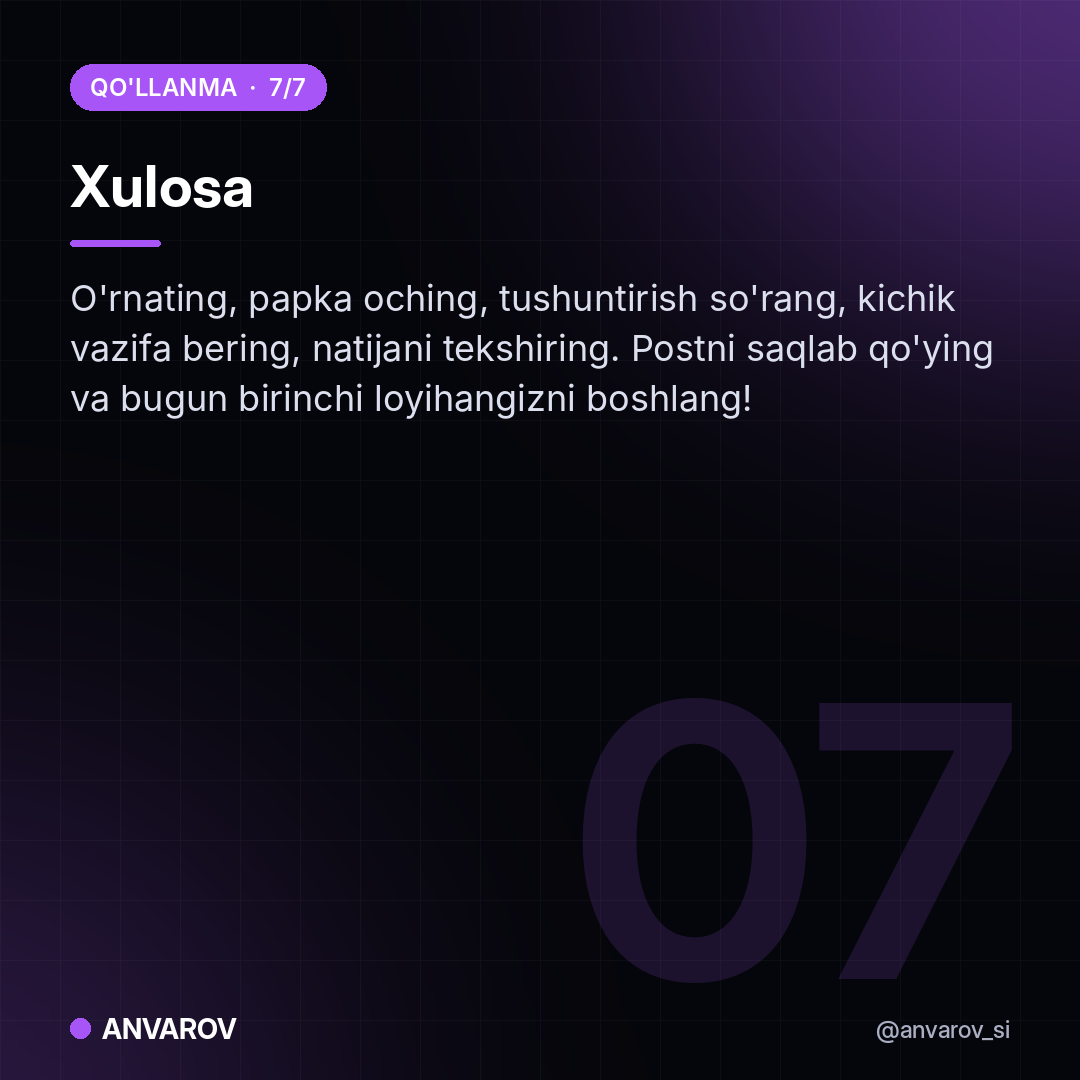 QO'LLANMA · 7/7
Xulosa
O'rnating, papka oching, tushuntirish so'rang, kichik
vazifa bering, natijani tekshiring. Postni saqlab qo'ying
va bugun birinchi loyihangizni boshlang!
07
ANVAROV
@anvarov_si